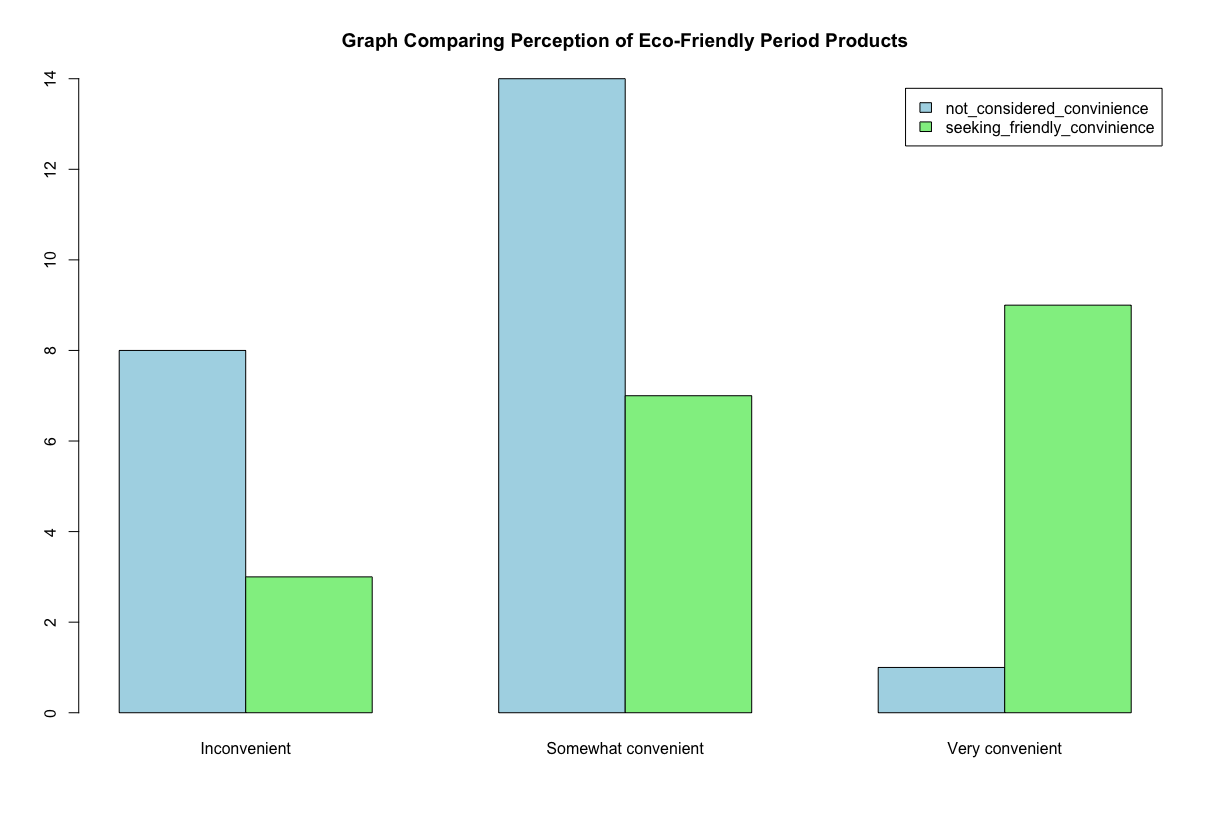 Graph Comparing Perception of Eco-Friendly Period Products
not_considered_convinience
seeking_friendly_convinience
14
12
10
8
6
4
2
0
Inconvenient
Somewhat convenient
Very convenient